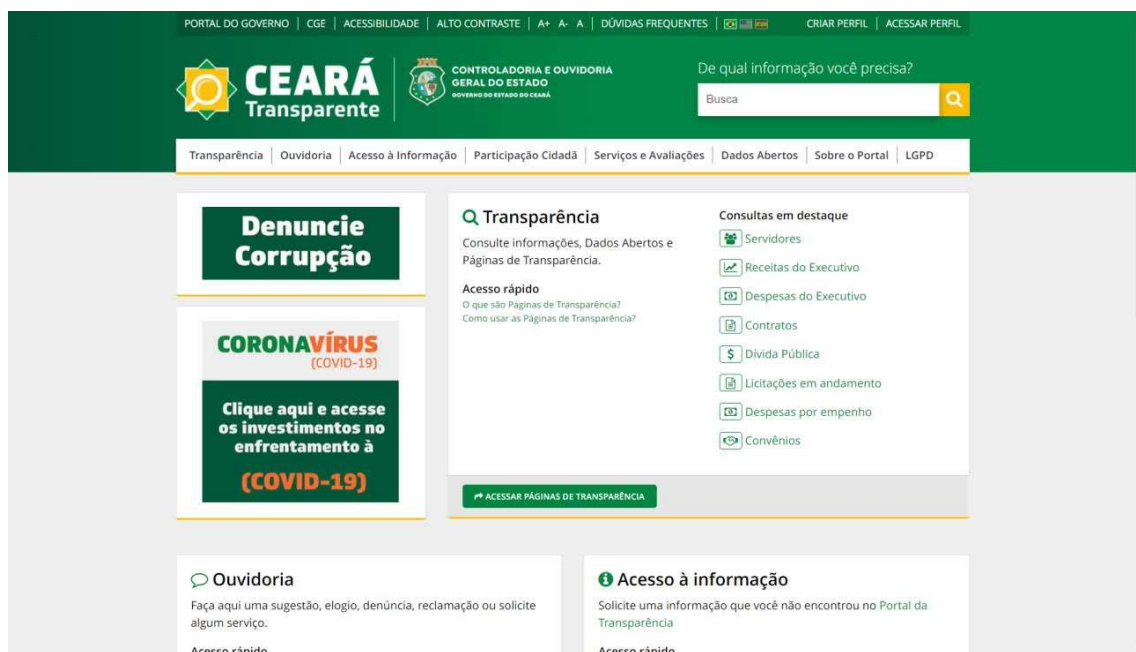 PORTAL DO GOVERNO | CGE | ACESSIBILIDADE | ALTO CONTRASTE | A+ A- A | DÚVIDAS FREQUENTES | CRIAR PERFIL | ACESSAR PERFIL
CEARÁ
Transparente
CONTROLADORIA E OUVIDORIA
GERAL DO ESTADO
GOVERNO DO ESTADO DO CEARÁ
De qual informação você precisa?
Busca
Transparência | Ouvidoria | Acesso à Informação | Participação Cidadã | Serviços e Avaliações | Dados Abertos | Sobre o Portal | LGPD
Denuncie
Corrupção
CORONAVÍRUS
(COVID-19)
Clique aqui e acesse
os investimentos no
enfrentamento à
(COVID-19)
Transparência
Consulte informações, Dados Abertos e
Páginas de Transparência.
Acesso rápido
O que são Páginas de Transparência?
Como usar as Páginas de Transparência?
Consultas em destaque
Servidores
Receitas do Executivo
Despesas do Executivo
Contratos
Dívida Pública
Licitações em andamento
Despesas por empenho
Convênios
ACESSAR PÁGINAS DE TRANSPARÊNCIA
Ouvidoria
Faça aqui uma sugestão, elogio, denúncia, reclamação ou solicite
algum serviço.
Acesso rápido
Acesso à informação
Solicite uma informação que você não encontrou no Portal da
Transparência
Acesso rápido